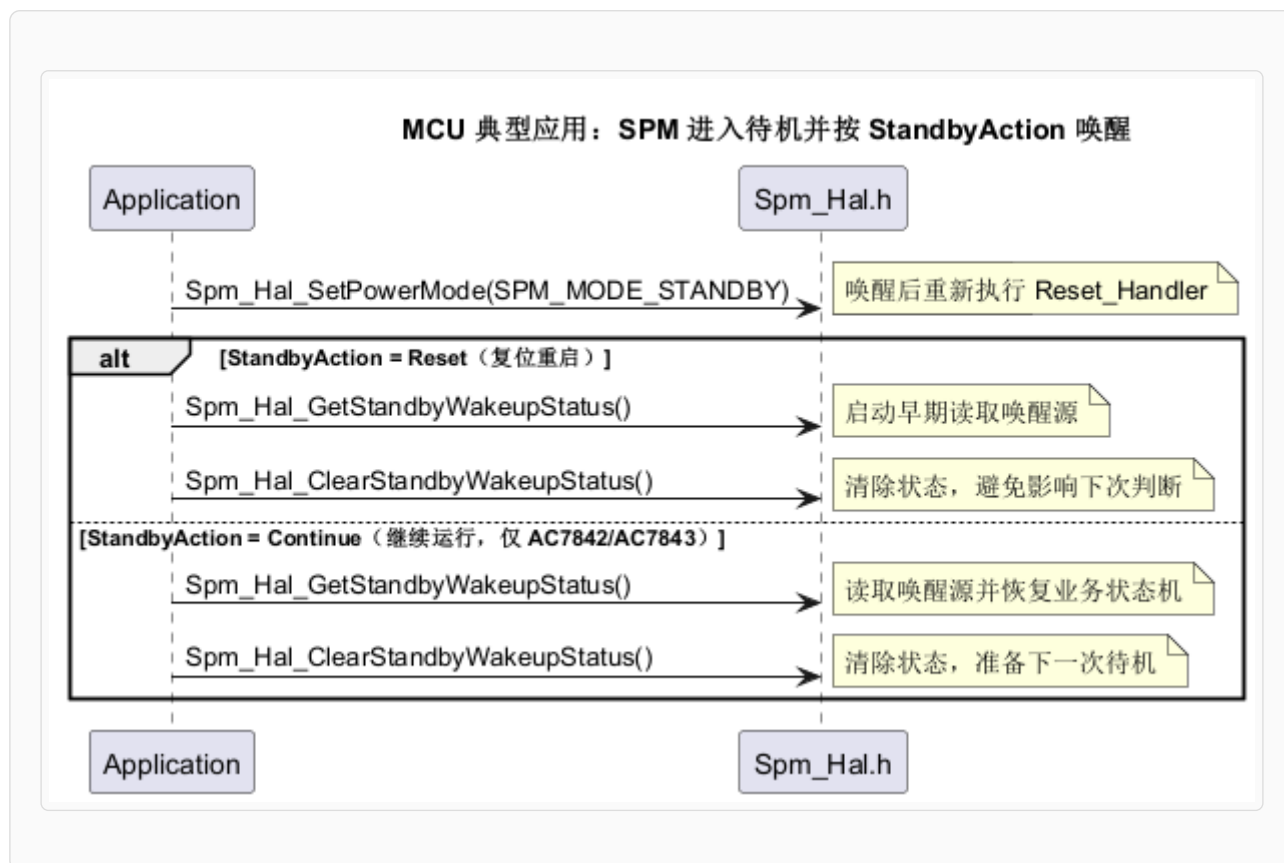 MCU 典型应用：SPM 进入待机并按 StandbyAction 唤醒
Application
Spm_Hal.h
Spm_Hal_SetPowerMode(SPM_MODE_STANDBY)
唤醒后重新执行 Reset_Handler
alt
[StandbyAction = Reset（复位重启）]
Spm_Hal_GetStandbyWakeupStatus()
启动早期读取唤醒源
Spm_Hal_ClearStandbyWakeupStatus()
清除状态，避免影响下次判断
[StandbyAction = Continue（继续运行，仅 AC7842/AC7843）]
Spm_Hal_GetStandbyWakeupStatus()
读取唤醒源并恢复业务状态机
Spm_Hal_ClearStandbyWakeupStatus()
清除状态，准备下一次待机
Application
Spm_Hal.h